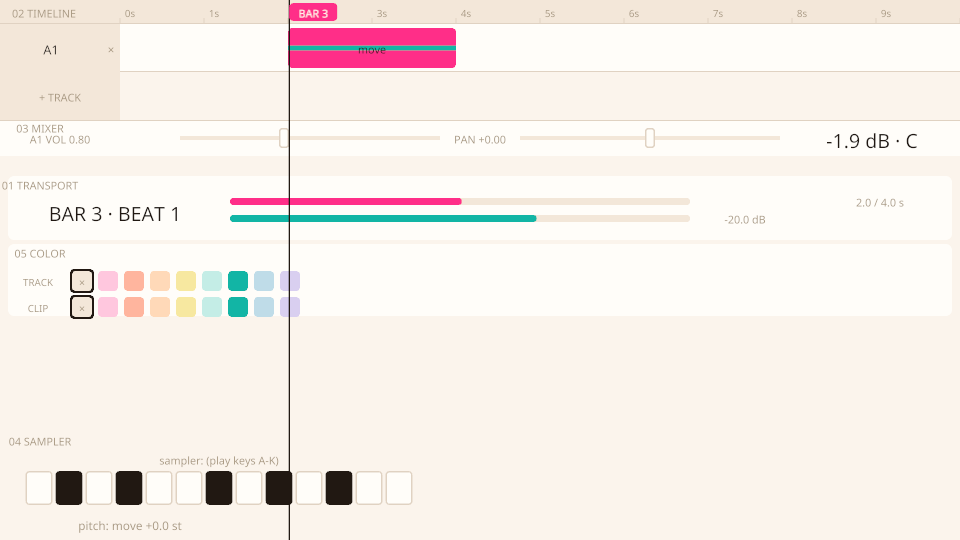 02 TIMELINE 0s 1s BAR 3 3s 4s 5s 6s 7s 8s 9s
A1 × move
+ TRACK
03 MIXER
A1 VOL 0.80 PAN +0.00 -1.9 dB · C
01 TRANSPORT
BAR 3 · BEAT 1 -20.0 dB 2.0 / 4.0 s
05 COLOR
TRACK ×
CLIP ×
04 SAMPLER
sampler: (play keys A-K)
pitch: move +0.0 st